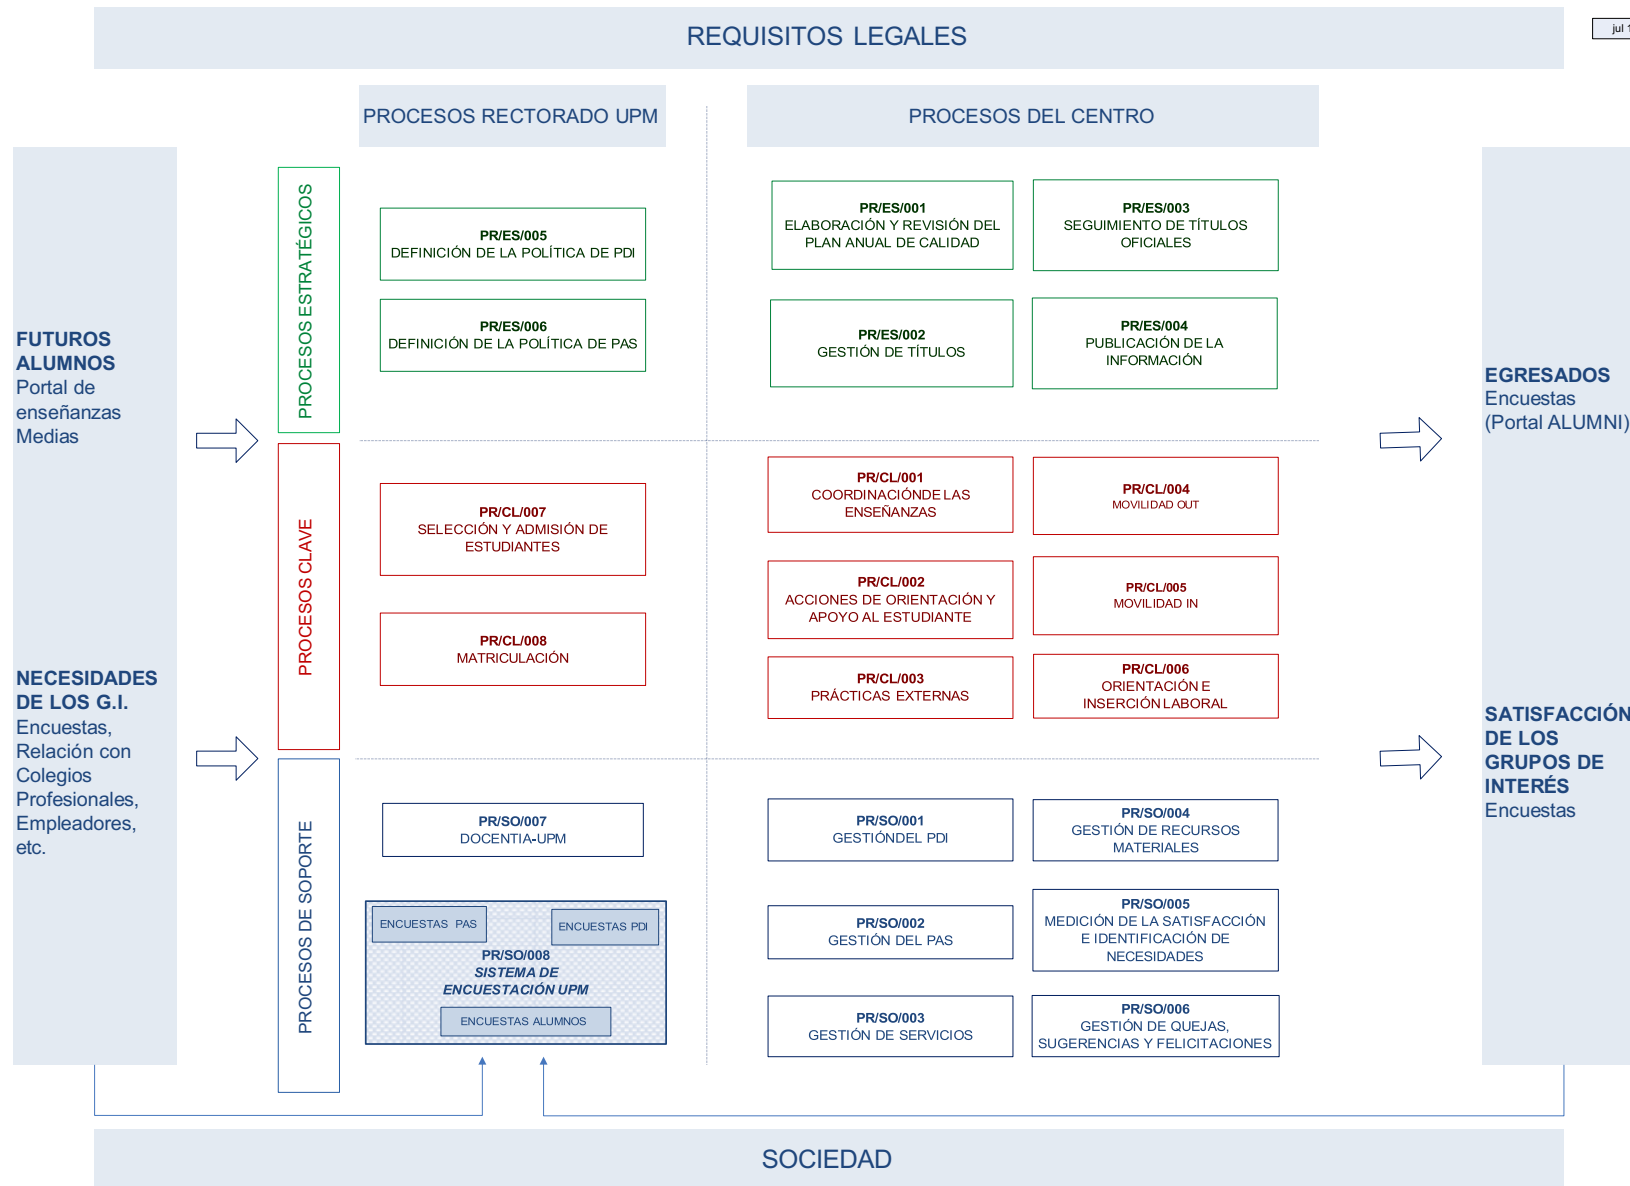 REQUISITOS LEGALES
jul 1
PROCESOS RECTORADO UPM
PROCESOS DEL CENTRO
FUTUROS
ALUMNOS
Portal de
enseñanzas
Medias
NECESIDADES
DE LOS G.I.
Encuestas,
Relación con
Colegios
Profesionales,
Empleadores,
etc.
PROCESOS ESTRATÉGICOS
PR/ES/005
DEFINICIÓN DE LA POLÍTICA DE PDI
PR/ES/006
DEFINICIÓN DE LA POLÍTICA DE PAS
PR/ES/001
ELABORACIÓN Y REVISIÓN DEL
PLAN ANUAL DE CALIDAD
PR/ES/003
SEGUIMIENTO DE TÍTULOS
OFICIALES
PR/ES/002
GESTIÓN DE TÍTULOS
PR/ES/004
PUBLICACIÓN DE LA
INFORMACIÓN
PROCESOS CLAVE
PR/CL/007
SELECCIÓN Y ADMISIÓN DE
ESTUDIANTES
PR/CL/008
MATRICULACIÓN
PR/CL/001
COORDINACIÓNDE LAS
ENSEÑANZAS
PR/CL/004
MOVILIDAD OUT
PR/CL/002
ACCIONES DE ORIENTACIÓN Y
APOYO AL ESTUDIANTE
PR/CL/005
MOVILIDAD IN
PR/CL/003
PRÁCTICAS EXTERNAS
PR/CL/006
ORIENTACIÓN E
INSERCIÓN LABORAL
PROCESOS DE SOPORTE
PR/SO/007
DOCENTIA-UPM
ENCUESTAS PAS
ENCUESTAS PDI
PR/SO/008
SISTEMA DE
ENCUESTACIÓN UPM
ENCUESTAS ALUMNOS
PR/SO/001
GESTIÓNDEL PDI
PR/SO/004
GESTIÓN DE RECURSOS
MATERIALES
PR/SO/002
GESTIÓN DEL PAS
PR/SO/005
MEDICIÓN DE LA SATISFACCIÓN
E IDENTIFICACIÓN DE
NECESIDADES
PR/SO/003
GESTIÓN DE SERVICIOS
PR/SO/006
GESTIÓN DE QUEJAS,
SUGERENCIAS Y FELICITACIONES
EGRESADOS
Encuestas
(Portal ALUMNI)
SATISFACCIÓN
DE LOS
GRUPOS DE
INTERÉS
Encuestas
SOCIEDAD